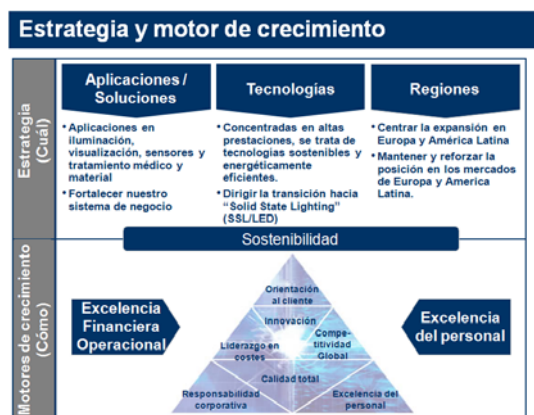 Estrategia y motor de crecimiento
Estrategia
(Cuál)
Aplicaciones /
Soluciones
• Aplicaciones en
iluminación,
visualización, sensores y
tratamiento médico y
material
• Fortalecer nuestro
sistema de negocio
Tecnologías
• Concentradas en altas
prestaciones, se trata de
tecnologías sostenibles y
energéticamente
eficientes.
• Dirigir la transición hacia
“Solid State Lighting”
(SSL/LED)
Regiones
• Centrar la expansión en
Europa y América Latina
• Mantener y reforzar la
posición en los mercados
de Europa y America
Latina.
Sostenibilidad
Motores de crecimiento
(Cómo)
Excelencia
Financiera
Operacional
Orientación
al cliente
Innovación
Liderazgo en
costes
Compe-
titividad
Global
Calidad total
Responsabilidad
corporativa
Excelencia del
personal
Excelencia
del personal